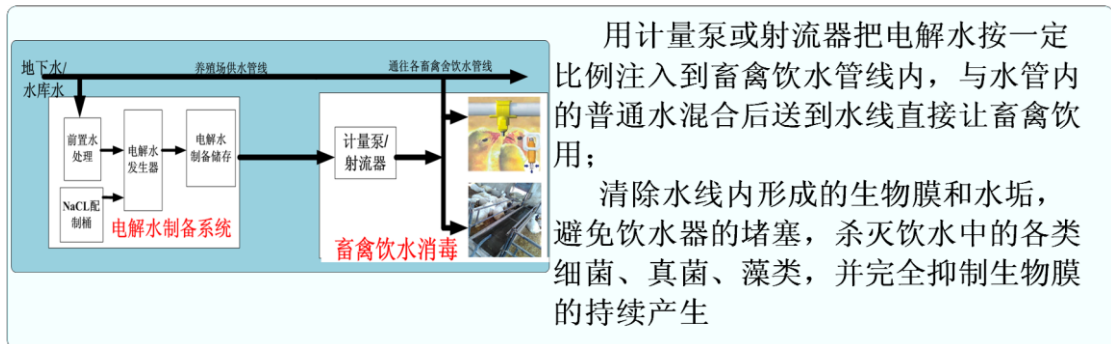 地下水/
水库水
养殖场供水管线
通往各畜禽舍饮水管线
前置水
处理
电解水
发生器
电解水
制备储存
NaCL配
制桶
电解水制备系统
计量泵/
射流器
畜禽饮水消毒
用计量泵或射流器把电解水按一定
比例注入到畜禽饮水管线内，与水管内
的普通水混合后送到水线直接让畜禽饮
用；
清除水线内形成的生物膜和水垢，
避免饮水器的堵塞，杀灭饮水中的各类
细菌、真菌、藻类，并完全抑制生物膜
的持续产生